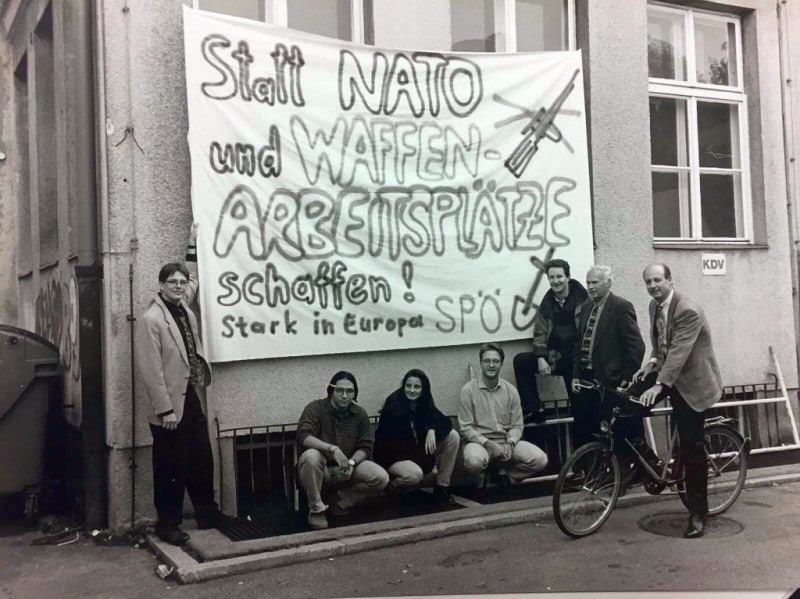 Statt NATO
und WAFFEN-
ARBEITSPLÄTZE
schaffen!
Stark in Europa SPÖ
KDV